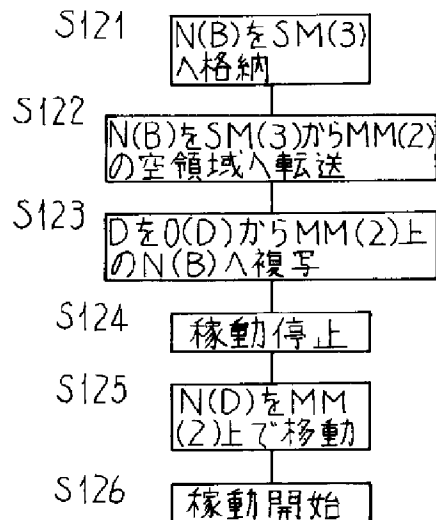 S121
N(B)をSM(3)
へ格納
S122
N(B)をSM(3)からMM(2)
の空領域へ転送
S123
DをO(D)からMM(2)上
のN(B)へ複写
S124
稼動停止
S125
N(D)をMM
(2)上で移動
S126
稼動開始